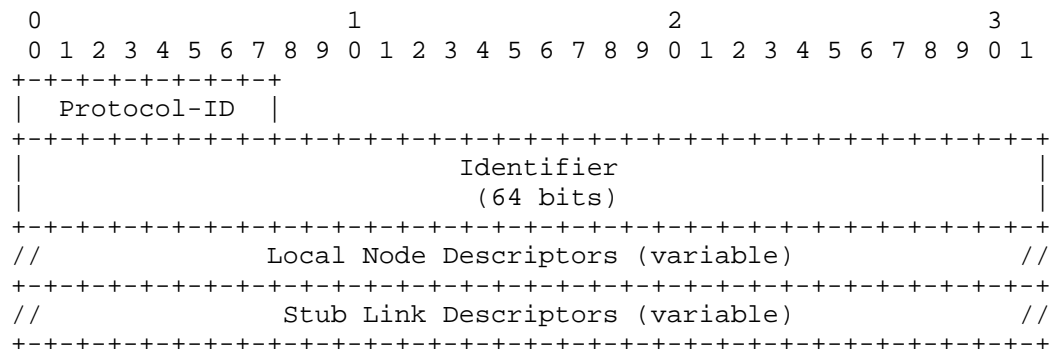 0                   1                   2                   3
 0 1 2 3 4 5 6 7 8 9 0 1 2 3 4 5 6 7 8 9 0 1 2 3 4 5 6 7 8 9 0 1
+-+-+-+-+-+-+-+-+
|  Protocol-ID  |
+-+-+-+-+-+-+-+-+-+-+-+-+-+-+-+-+-+-+-+-+-+-+-+-+-+-+-+-+-+-+-+-+
|                           Identifier                          |
|                            (64 bits)                          |
+-+-+-+-+-+-+-+-+-+-+-+-+-+-+-+-+-+-+-+-+-+-+-+-+-+-+-+-+-+-+-+-+
//              Local Node Descriptors (variable)              //
+-+-+-+-+-+-+-+-+-+-+-+-+-+-+-+-+-+-+-+-+-+-+-+-+-+-+-+-+-+-+-+-+
//               Stub Link Descriptors (variable)              //
+-+-+-+-+-+-+-+-+-+-+-+-+-+-+-+-+-+-+-+-+-+-+-+-+-+-+-+-+-+-+-+-+